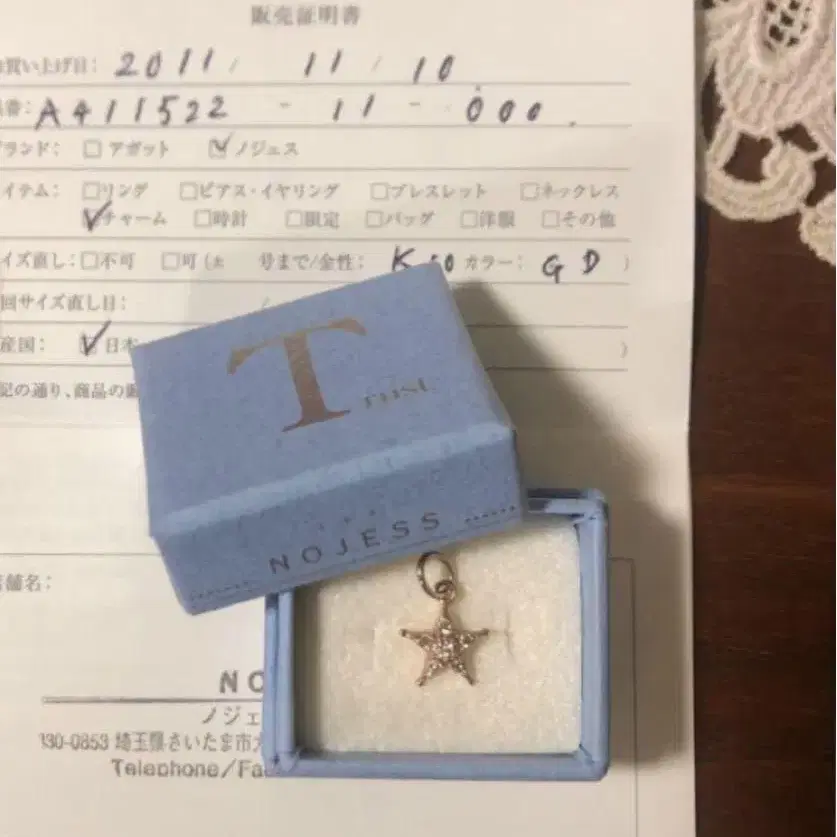 販売証明書
買い上げ日: 2011/ 11/10
番: A411522 - 11 - 000.
ランド: □アガット ☑ノジェス
イテム: □リング □ピアス・イヤリング □ブレスレット □ネックレス
☑チャーム □時計 □限定 □バッグ □洋服 □その他
イズ直し: □不可 □可(± 号まで/金性: K カラー: GD )
回サイズ直し日: /
産国: ☑日本 )
記の通り、商品の
T
NOJESS
店舗名:
NO
ノジェ
330-0853 埼玉県さいたま市大
Telephone/Fa